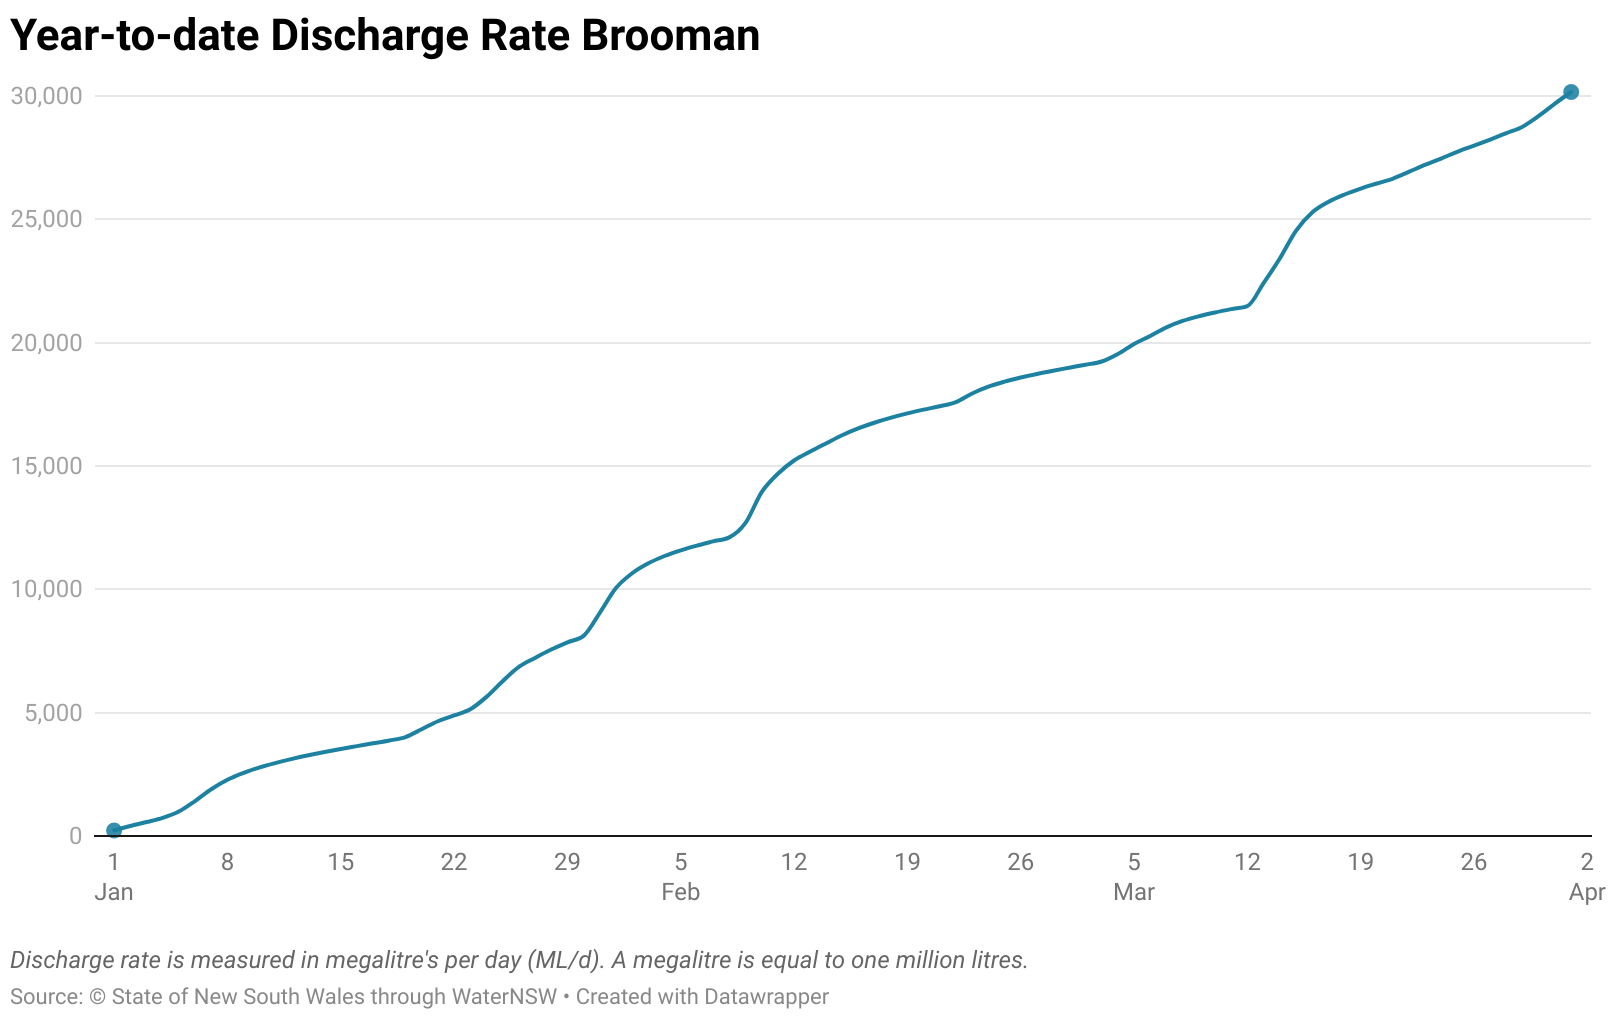 Year-to-date Discharge Rate Brooman
30,000
25,000
20,000
15,000
10,000
5,000
0
1 8 15 22 29 5 12 19 26 5 12 19 26 2
Jan Feb Mar Apr
Discharge rate is measured in megalitre's per day (ML/d). A megalitre is equal to one million litres.
Source: © State of New South Wales through WaterNSW • Created with Datawrapper